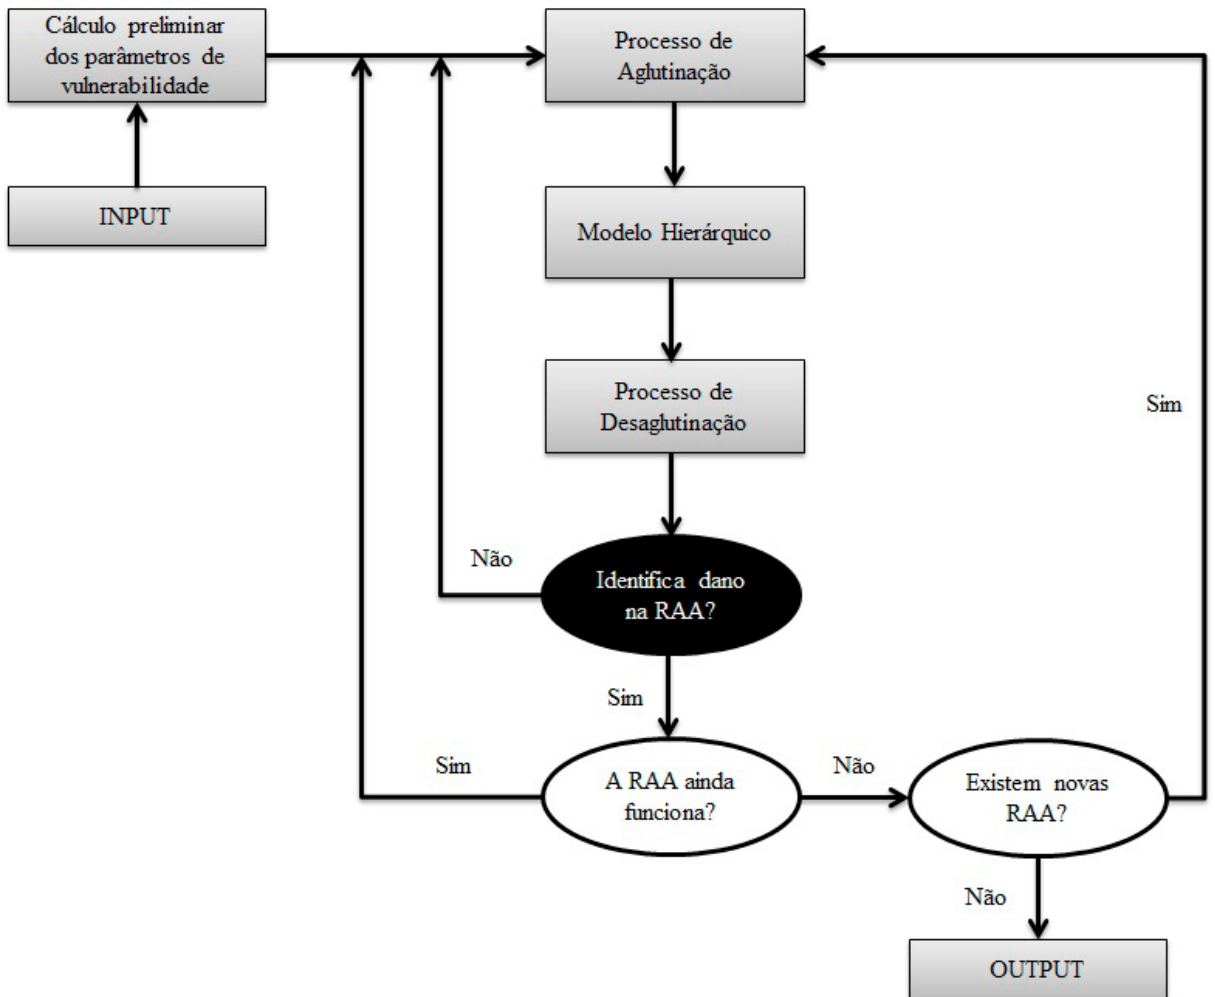 Cálculo preliminar
dos parâmetros de
vulnerabilidade
Processo de
Aglutinação
INPUT
Modelo Hierárquico
Processo de
Desaglutinação
Sim
Não
Identifica dano
na RAA?
Sim
Sim
A RAA ainda
funciona?
Não
Existem novas
RAA?
Não
OUTPUT